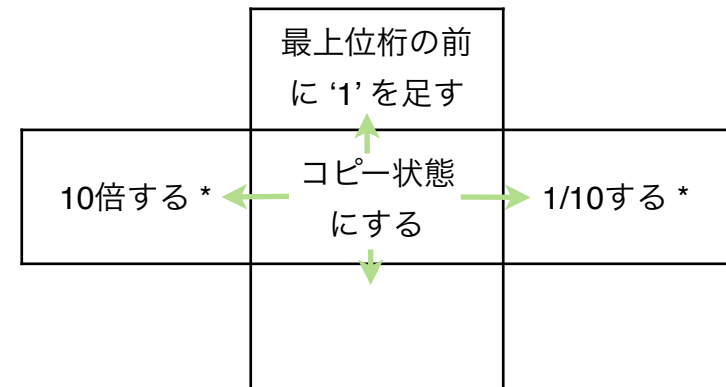 最上位桁の前
に ‘1’ を足す
10倍する *
コピー状態
にする
1/10する *